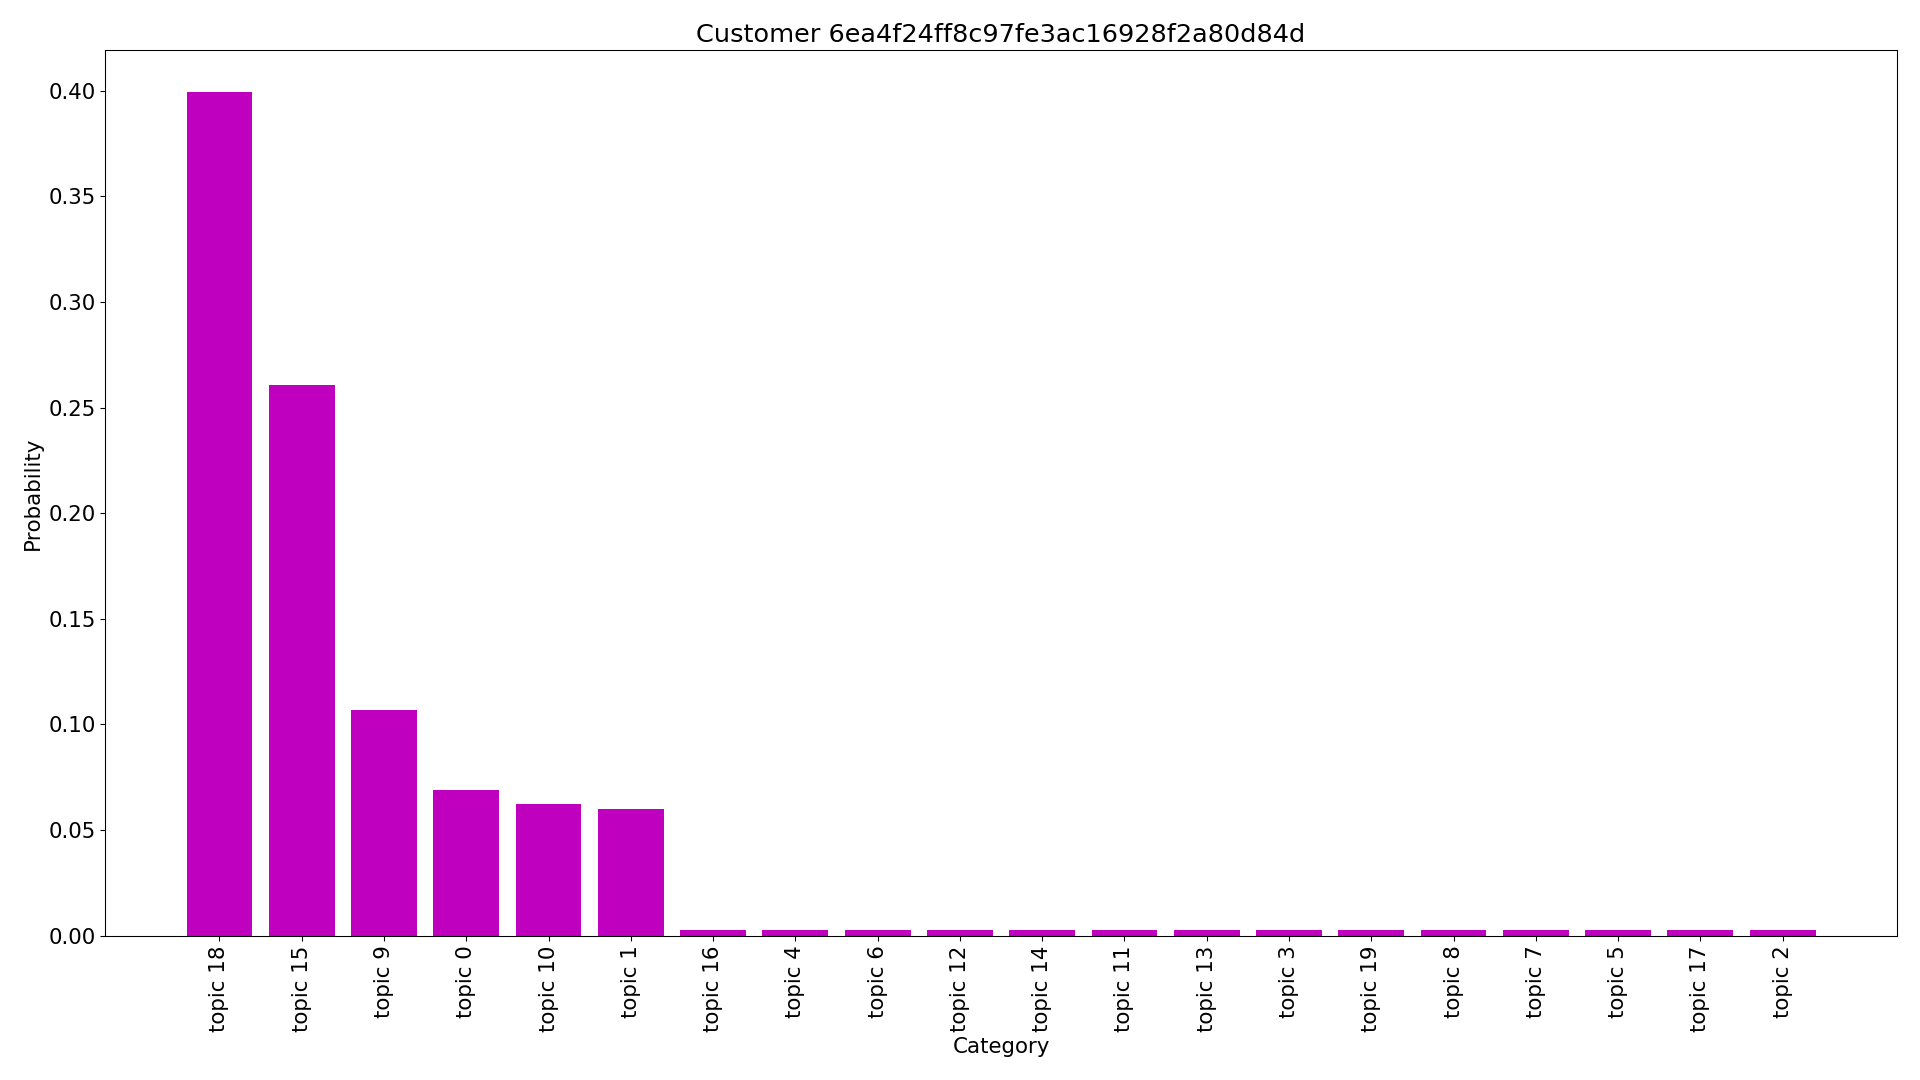 Customer 6ea4f24ff8c97fe3ac16928f2a80d84d
Probability
0.40
0.35
0.30
0.25
0.20
0.15
0.10
0.05
0.00
topic 18
topic 15
topic 9
topic 0
topic 10
topic 1
topic 16
topic 4
topic 6
topic 12
topic 14
topic 11
topic 13
topic 3
topic 19
topic 8
topic 7
topic 5
topic 17
topic 2
Category